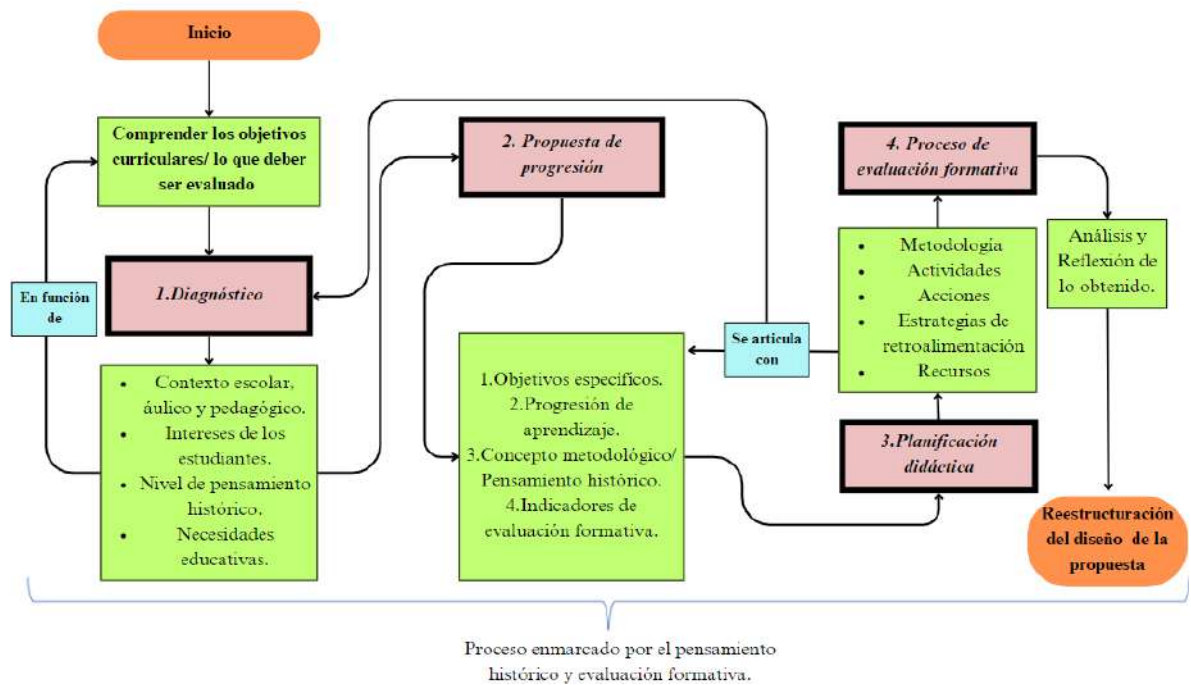 Inicio
Comprender los objetivos
curriculares/ lo que deber
ser evaluado
En función
de
1.Diagnóstico
• Contexto escolar,
áulico y pedagógico.
• Intereses de los
estudiantes.
• Nivel de pensamiento
histórico.
• Necesidades
educativas.
2. Propuesta de
progresión
1.Objetivos específicos.
2.Progresión de
aprendizaje.
3.Concepto metodológico/
Pensamiento histórico.
4.Indicadores de
evaluación formativa.
Se articula
con
3.Planificación
didáctica
• Metodología
• Actividades
• Acciones
• Estrategias de
retroalimentación
• Recursos
4. Proceso de
evaluación formativa
Análisis y
Reflexión de
lo obtenido.
Reestructuración
del diseño de la
propuesta
Proceso enmarcado por el pensamiento
histórico y evaluación formativa.